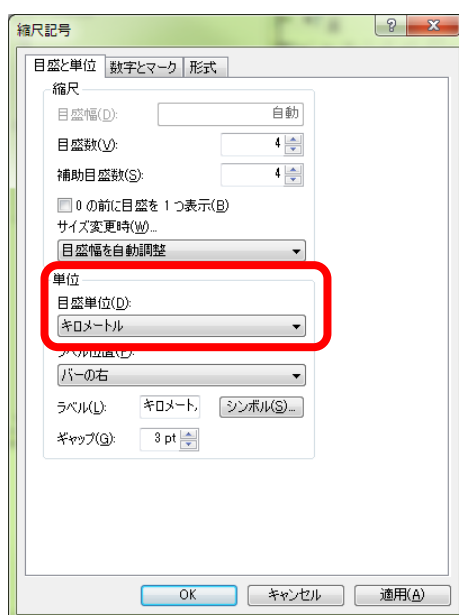 縮尺記号
目盛と単位 数字とマーク 形式
縮尺
目盛幅(D): 自動
目盛数(V): 4
補助目盛数(S): 4
0 の前に目盛を 1 つ表示(B)
サイズ変更時(W)...
目盛幅を自動調整
単位
目盛単位(D):
キロメートル
ラベル位置(P):
バーの右
ラベル(L): キロメート シンボル(S)...
ギャップ(G): 3 pt
OK キャンセル 適用(A)